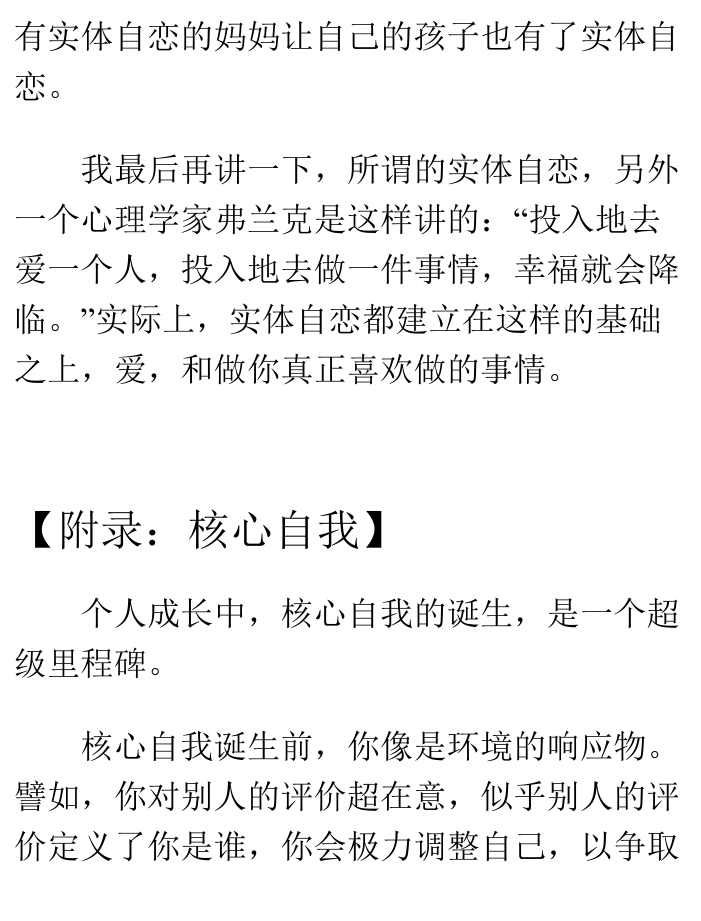 有实体自恋的妈妈让自己的孩子也有了实体自
恋。
我最后再讲一下，所谓的实体自恋，另外
一个心理学家弗兰克是这样讲的：“投入地去
爱一个人，投入地去做一件事情，幸福就会降
临。”实际上，实体自恋都建立在这样的基础
之上，爱，和做你真正喜欢做的事情。
【附录：核心自我】
个人成长中，核心自我的诞生，是一个超
级里程碑。
核心自我诞生前，你像是环境的响应物。
譬如，你对别人的评价超在意，似乎别人的评
价定义了你是谁，你会极力调整自己，以争取